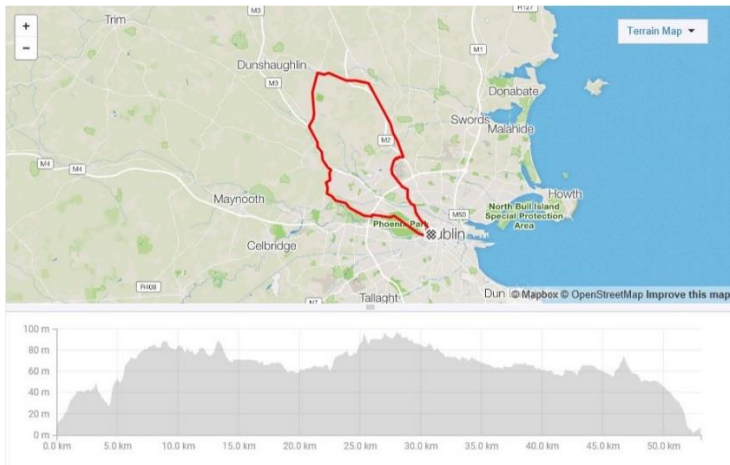 R127
+
Trim
M3
M1
Terrain Map
−
Dunshaughlin
M3
Donabate
Swords
Malahide
M2
M4
M4
Maynooth
Howth
M50
North Bull Island
Special Protection
Area
Phoenix Park
Dublin
Celbridge
R408
Tallaght
N7
Dun
© Mapbox © OpenStreetMap Improve this map
100 m
80 m
60 m
40 m
20 m
0 m
0.0 km 5.0 km 10.0 km 15.0 km 20.0 km 25.0 km 30.0 km 35.0 km 40.0 km 45.0 km 50.0 km